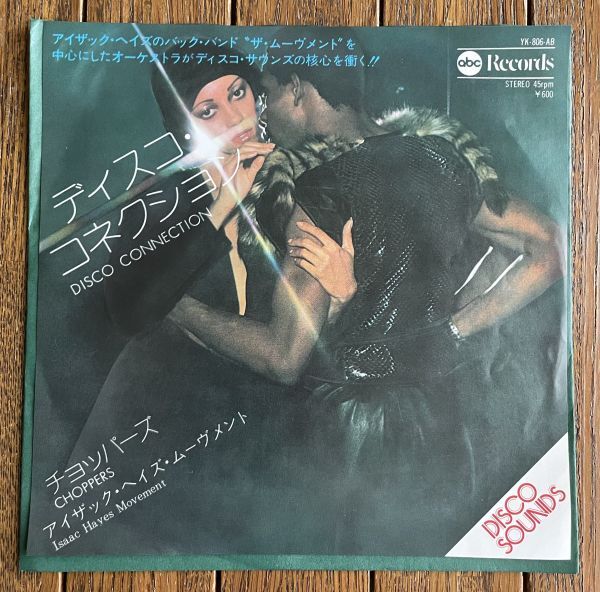 アイザック・ヘイズのバック・バンド“ザ・ムーヴメント”を
中心にしたオーケストラがディスコ・サウンズの核心を衝く!!
YK-806-AB
abc Records
STEREO 45rpm
￥600
ディスコ・
コネクション
DISCO CONNECTION
チョッパーズ
CHOPPERS
アイザック・ヘイズ・ムーヴメント
Isaac Hayes Movement
DISCO
SOUNDS